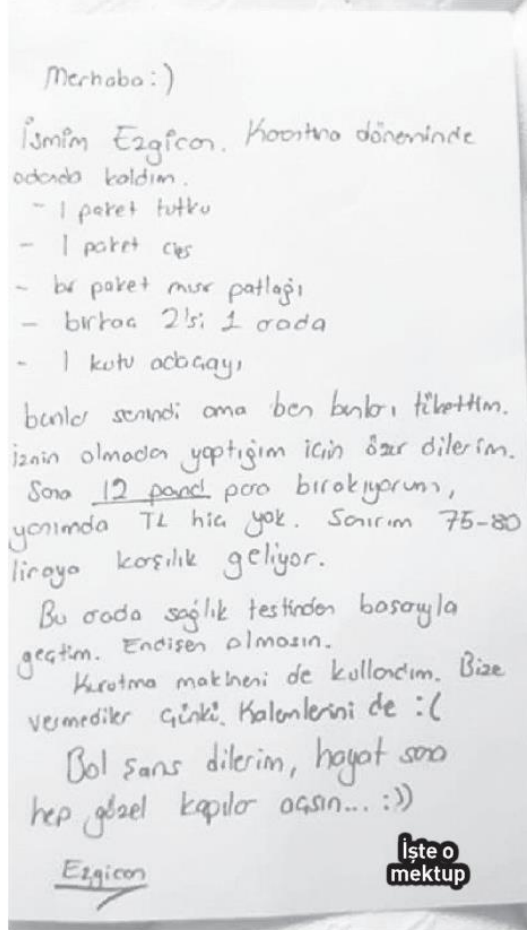 Merhaba :)
İsmim Ezgican. Karantina döneminde
odanda kaldım.
- 1 paket tutku
- 1 paket cips
- bir paket mısır patlağı
- birkaç 2'si 1 arada
- 1 kutu adaçayı
bunlar senindi ama ben bunları tükettim.
İznin olmadan yaptığım için özür dilerim.
Sana 12 pand para bırakıyorum,
yanımda TL hiç yok. Sanırım 75-80
liraya karşılık geliyor.
Bu arada sağlık testinden başarıyla
geçtim. Endişen olmasın.
Kurutma makineni de kullandım. Bize
vermediler çünkü. Kalemlerini de :(
Bol şans dilerim, hayat sana
hep güzel kapılar açsın... :))
Ezgican
İşte o
mektup